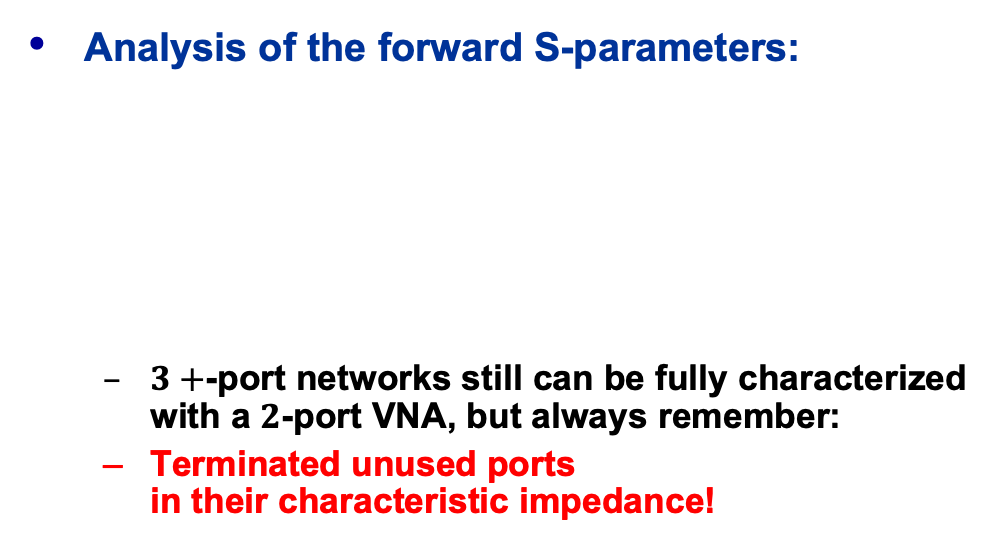 • Analysis of the forward S-parameters:
– 3 +-port networks still can be fully characterized
with a 2-port VNA, but always remember:
– Terminated unused ports
in their characteristic impedance!